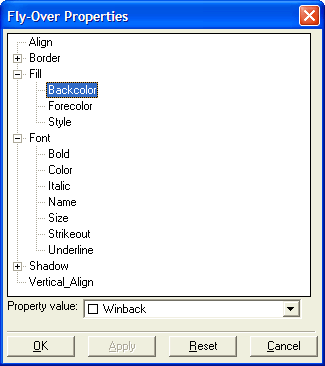 Fly-Over Properties
Align
Border
Fill
Backcolor
Forecolor
Style
Font
Bold
Color
Italic
Name
Size
Strikeout
Underline
Shadow
Vertical_Align
Property value: Winback
OK Apply Reset Cancel